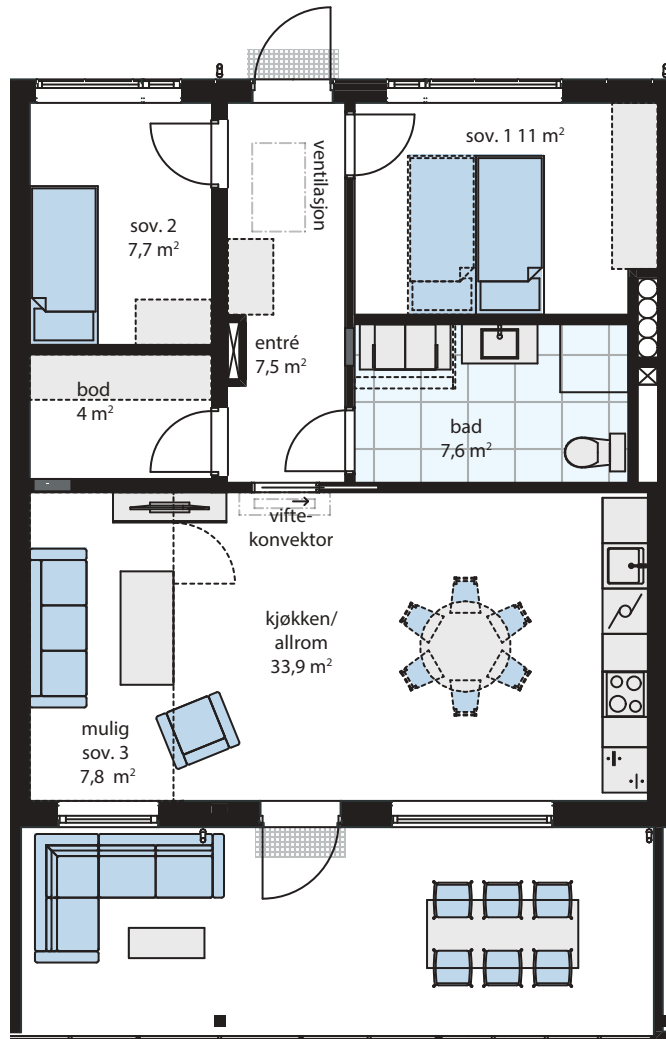 ventilasjon
sov. 1 11 m²
sov. 2
7,7 m²
entré
7,5 m²
bod
4 m²
bad
7,6 m²
vifte-
konvektor
kjøkken/
allrom
33,9 m²
mulig
sov. 3
7,8 m²